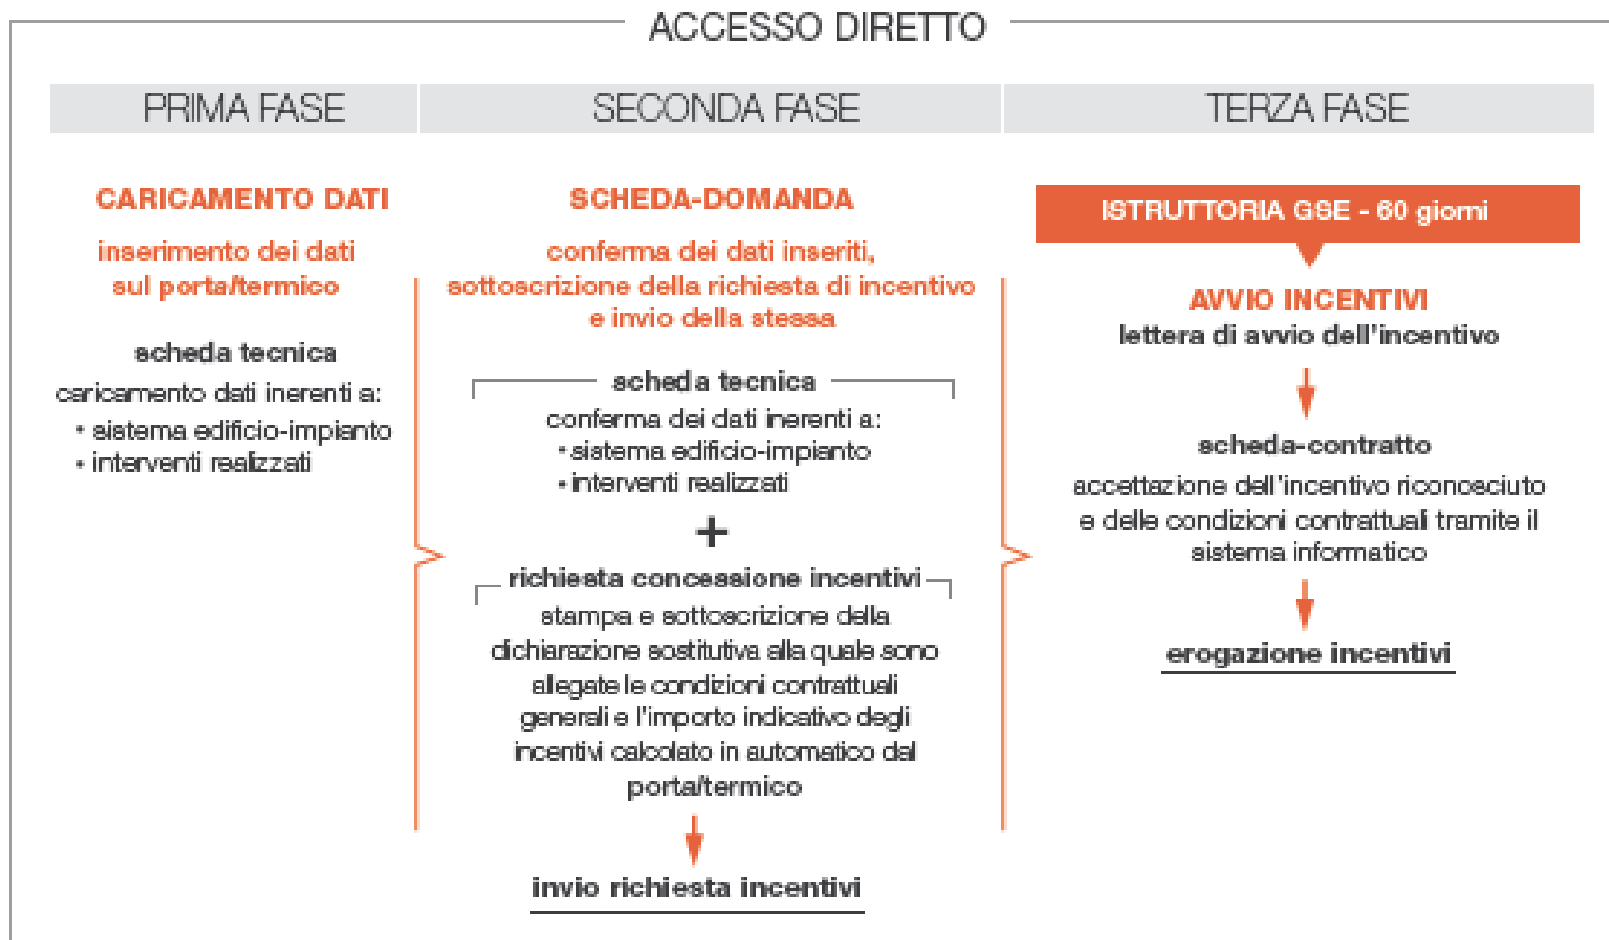 ACCESSO DIRETTO
PRIMA FASE
SECONDA FASE
TERZA FASE
CARICAMENTO DATI
inserimento dei dati
sul porta/termico
scheda tecnica
caricamento dati inerenti a:
• sistema edificio-impianto
• interventi realizzati
SCHEDA-DOMANDA
conferma dei dati inseriti,
sottoscrizione della richiesta di incentivo
e invio della stessa
scheda tecnica
conferma dei dati inerenti a:
• sistema edificio-impianto
• interventi realizzati
+
richiesta concessione incentivi
stampa e sottoscrizione della
dichiarazione sostitutiva alla quale sono
allegate le condizioni contrattuali
generali e l'importo indicativo degli
incentivi calcolato in automatico dal
porta/termico
invio richiesta incentivi
ISTRUTTORIA GSE - 60 giorni
AVVIO INCENTIVI
lettera di avvio dell'incentivo
scheda-contratto
accettazione dell'incentivo riconosciuto
e delle condizioni contrattuali tramite il
sistema informatico
erogazione incentivi